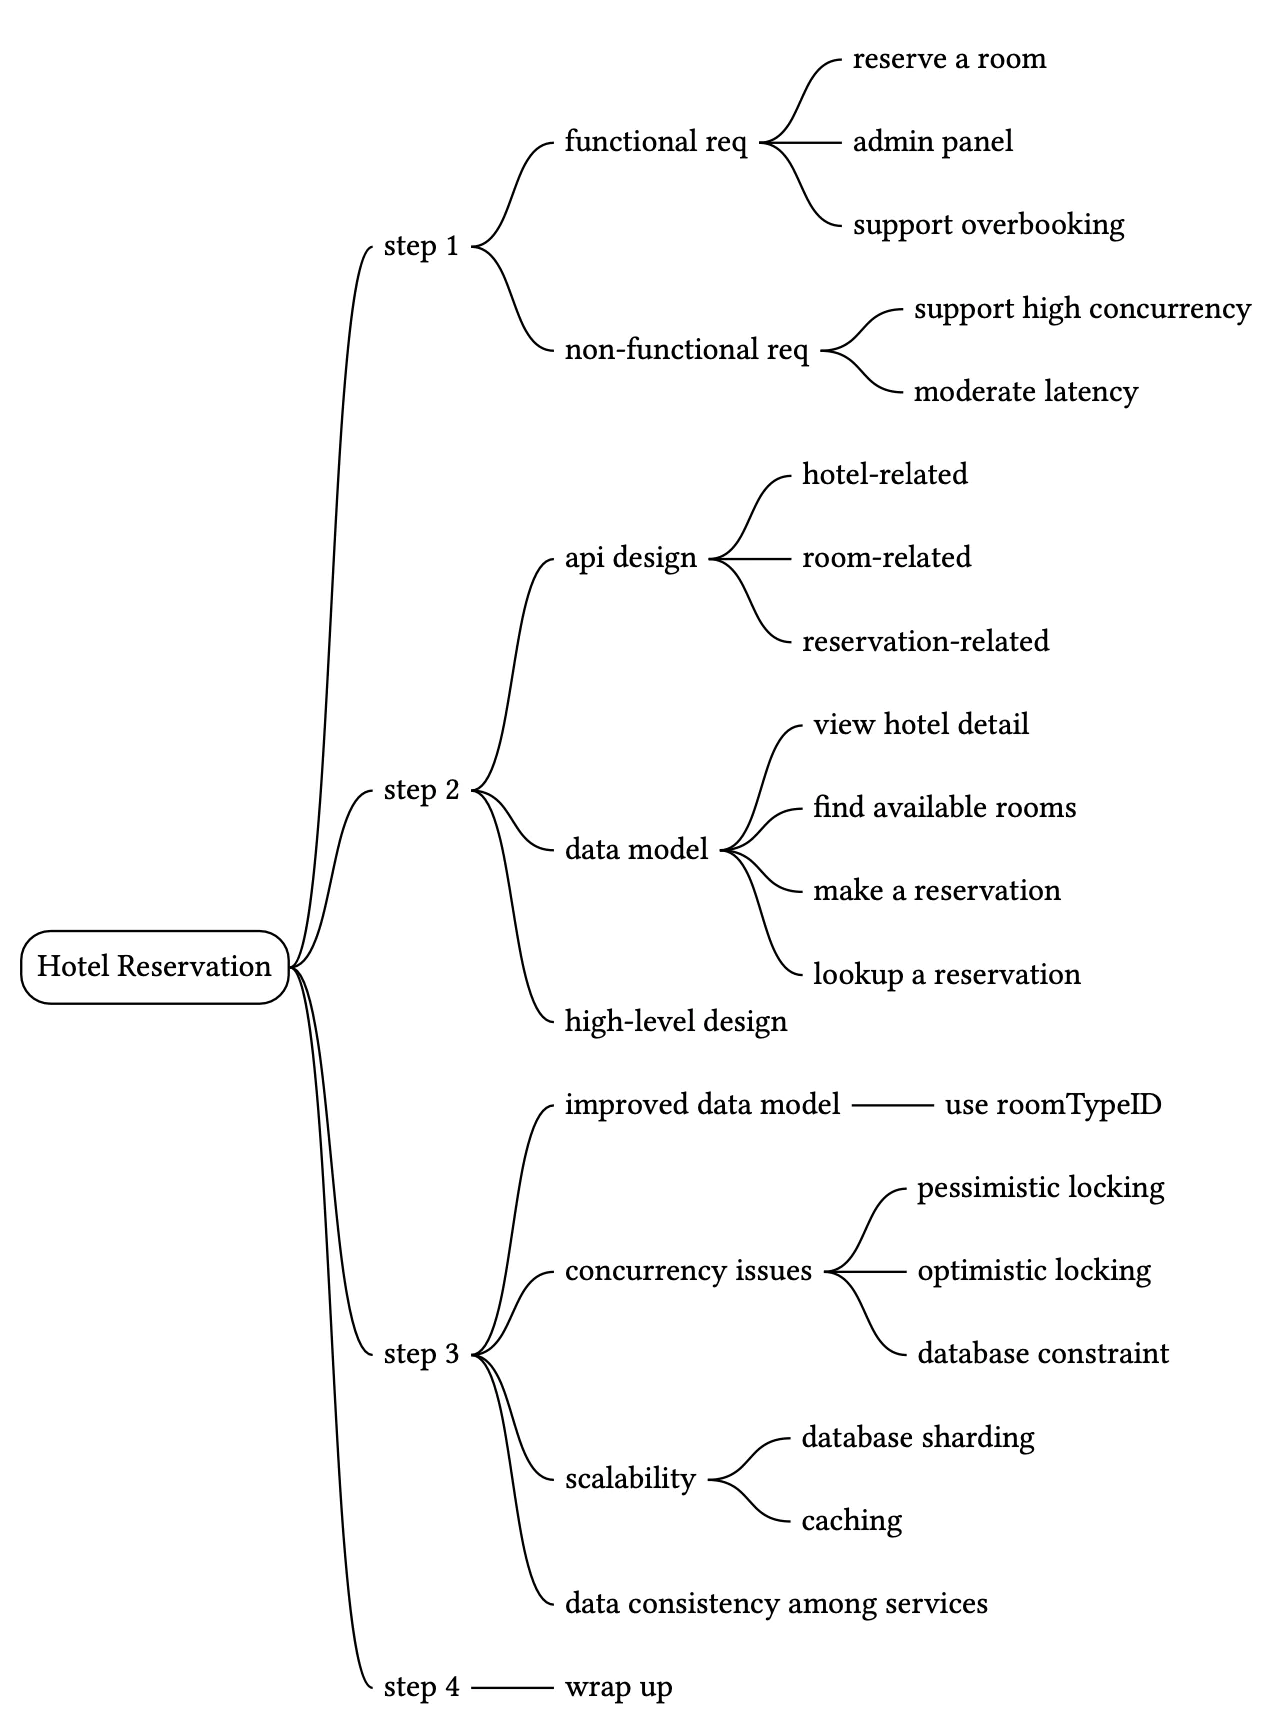 reserve a room
functional req
admin panel
support overbooking
step 1
support high concurrency
non-functional req
moderate latency
hotel-related
api design
room-related
reservation-related
view hotel detail
step 2
find available rooms
data model
make a reservation
Hotel Reservation
lookup a reservation
high-level design
improved data model
use roomTypeID
pessimistic locking
concurrency issues
optimistic locking
step 3
database constraint
database sharding
scalability
caching
data consistency among services
step 4
wrap up